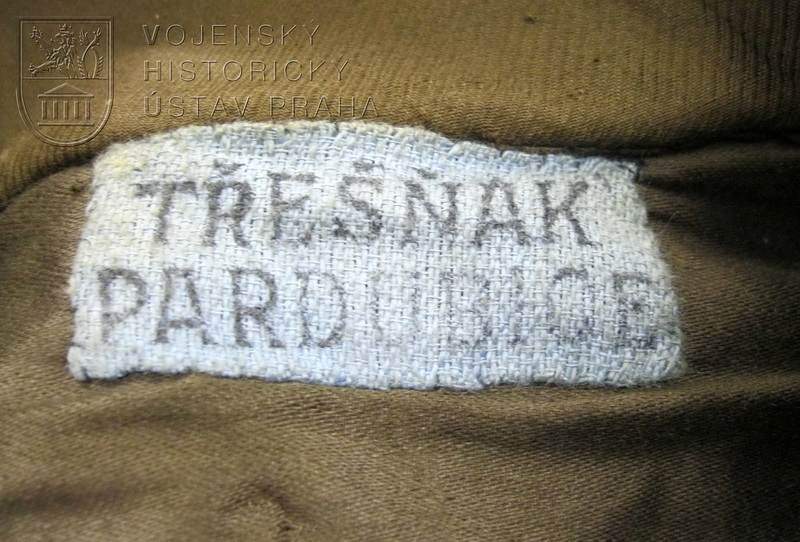 VOJENSKÝ
HISTORICKÝ
ÚSTAV PRAHA
TŘEŠŇAK
PARDUBICE